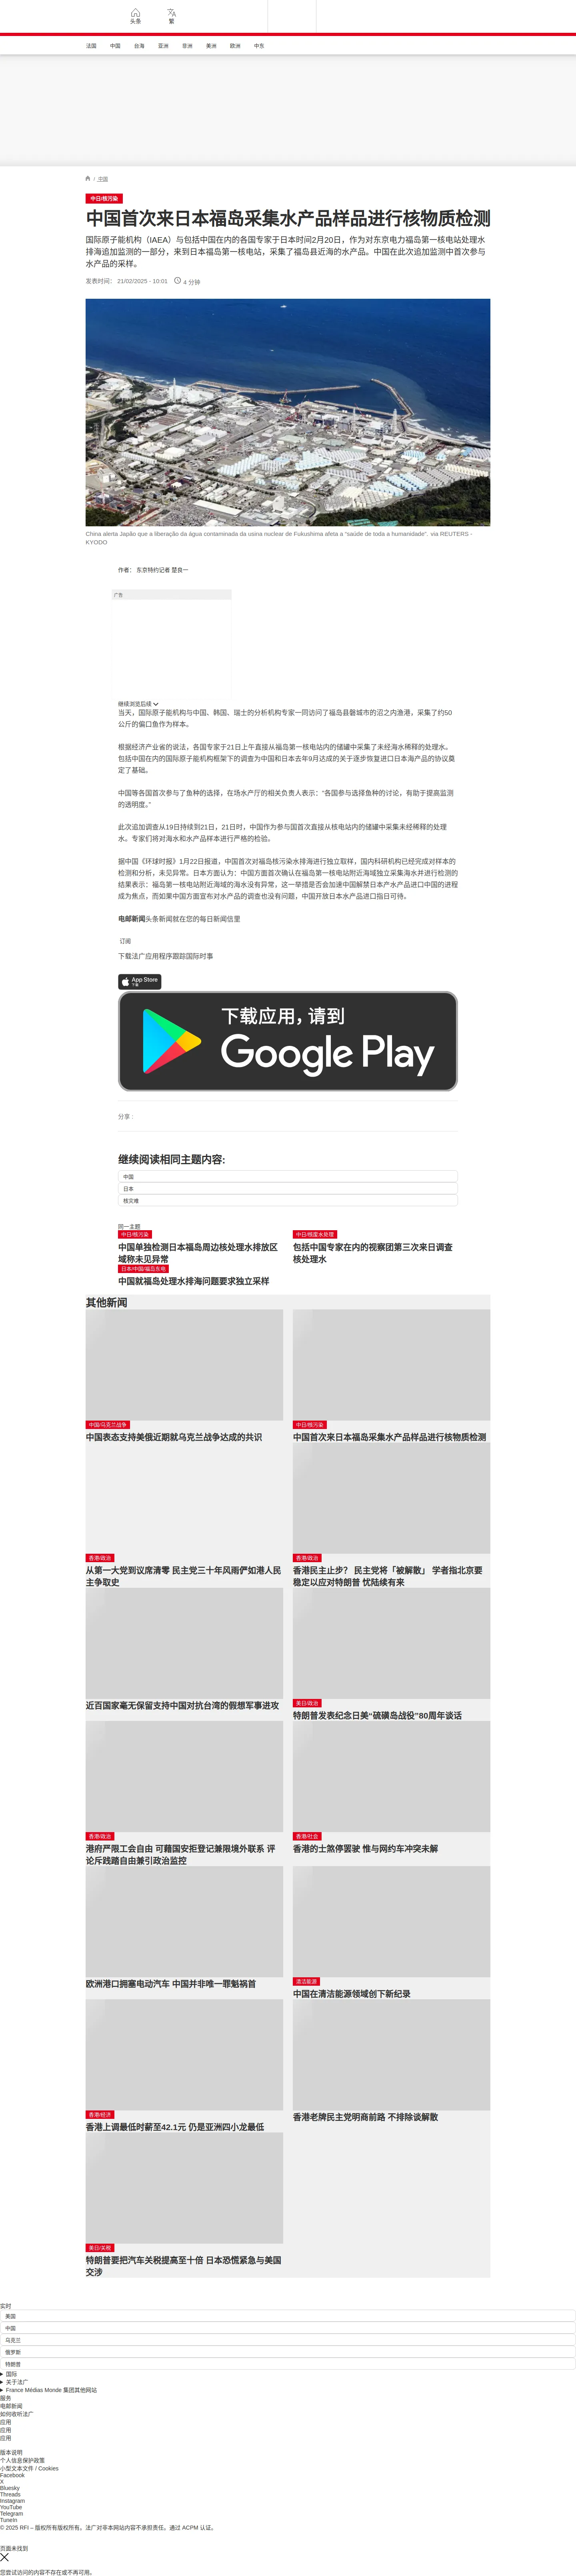 头条
繁
法国
中国
台海
亚洲
非洲
美洲
欧洲
中东
/ 中国
中日/核污染
中国首次来日本福岛采集水产品样品进行核物质检测
国际原子能机构（IAEA）与包括中国在内的各国专家于日本时间2月20日，作为对东京电力福岛第一核电站处理水
排海追加监测的一部分，来到日本福岛第一核电站，采集了福岛县近海的水产品。中国在此次追加监测中首次参与
水产品的采样。
发表时间： 21/02/2025 - 10:01
4 分钟
China alerta Japão que a liberação da água contaminada da usina nuclear de Fukushima afeta a “saúde de toda a humanidade". via REUTERS -
KYODO
作者： 东京特约记者 楚良一
广告
继续浏览后续
当天，国际原子能机构与中国、韩国、瑞士的分析机构专家一同访问了福岛县磐城市的沼之内渔港，采集了约50
公斤的偏口鱼作为样本。
根据经济产业省的说法，各国专家于21日上午直接从福岛第一核电站内的储罐中采集了未经海水稀释的处理水。
包括中国在内的国际原子能机构框架下的调查为中国和日本去年9月达成的关于逐步恢复进口日本海产品的协议奠
定了基础。
中国等各国首次参与了鱼种的选择，在场水产厅的相关负责人表示：“各国参与选择鱼种的讨论，有助于提高监测
的透明度。”
此次追加调查从19日持续到21日，21日时，中国作为参与国首次直接从核电站内的储罐中采集未经稀释的处理
水。专家们将对海水和水产品样本进行严格的检验。
据中国《环球时报》1月22日报道，中国首次对福岛核污染水排海进行独立取样，国内科研机构已经完成对样本的
检测和分析，未见异常。日本方面认为：中国方面首次确认在福岛第一核电站附近海域独立采集海水并进行检测的
结果表示：福岛第一核电站附近海域的海水没有异常，这一举措是否会加速中国解禁日本产水产品进口中国的进程
成为焦点，而如果中国方面宣布对水产品的调查也没有问题，中国开放日本水产品进口指日可待。
电邮新闻头条新闻就在您的每日新闻信里
订阅
下载法广应用程序跟踪国际时事
App Store
下载
下载应用，请到
Google Play
分享 :
继续阅读相同主题内容:
中国
日本
核灾难
同一主题
中日/核污染
中国单独检测日本福岛周边核处理水排放区
域称未见异常
中日/核废水处理
包括中国专家在内的视察团第三次来日调查
核处理水
日本/中国/福岛东电
中国就福岛处理水排海问题要求独立采样
其他新闻
中国/乌克兰战争
中国表态支持美俄近期就乌克兰战争达成的共识
中日/核污染
中国首次来日本福岛采集水产品样品进行核物质检测
香港/政治
从第一大党到议席清零 民主党三十年风雨俨如港人民
主争取史
香港/政治
香港民主止步？ 民主党将「被解散」 学者指北京要
稳定以应对特朗普 忧陆续有来
近百国家毫无保留支持中国对抗台湾的假想军事进攻
美日/政治
特朗普发表纪念日美“硫磺岛战役”80周年谈话
香港/政治
港府严限工会自由 可藉国安拒登记兼限境外联系 评
论斥践踏自由兼引政治监控
香港/社会
香港的士煞停罢驶 惟与网约车冲突未解
欧洲港口拥塞电动汽车 中国并非唯一罪魁祸首
清洁能源
中国在清洁能源领域创下新纪录
香港/经济
香港上调最低时薪至42.1元 仍是亚洲四小龙最低
香港老牌民主党明商前路 不排除谈解散
美日/关税
特朗普要把汽车关税提高至十倍 日本恐慌紧急与美国
交涉
实时
美国
中国
乌克兰
俄罗斯
特朗普
国际
关于法广
France Médias Monde 集团其他网站
服务
电邮新闻
如何收听法广
应用
应用
应用
版本说明
个人信息保护政策
小型文本文件 / Cookies
Facebook
X
Bluesky
Threads
Instagram
YouTube
Telegram
TuneIn
© 2025 RFI – 版权所有版权所有。法广对非本网站内容不承担责任。通过 ACPM 认证。
页面未找到
您尝试访问的内容不存在或不再可用。